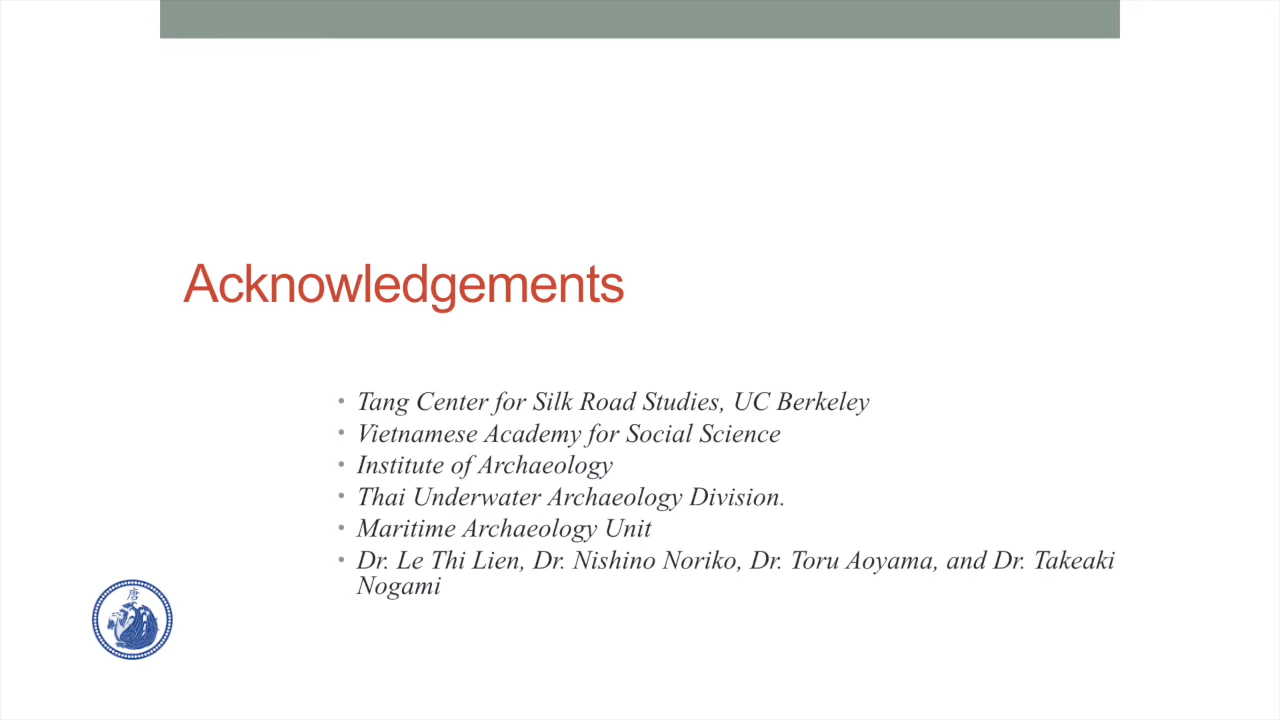 Acknowledgements
• Tang Center for Silk Road Studies, UC Berkeley
• Vietnamese Academy for Social Science
• Institute of Archaeology
• Thai Underwater Archaeology Division.
• Maritime Archaeology Unit
• Dr. Le Thi Lien, Dr. Nishino Noriko, Dr. Toru Aoyama, and Dr. Takeaki
Nogami
唐